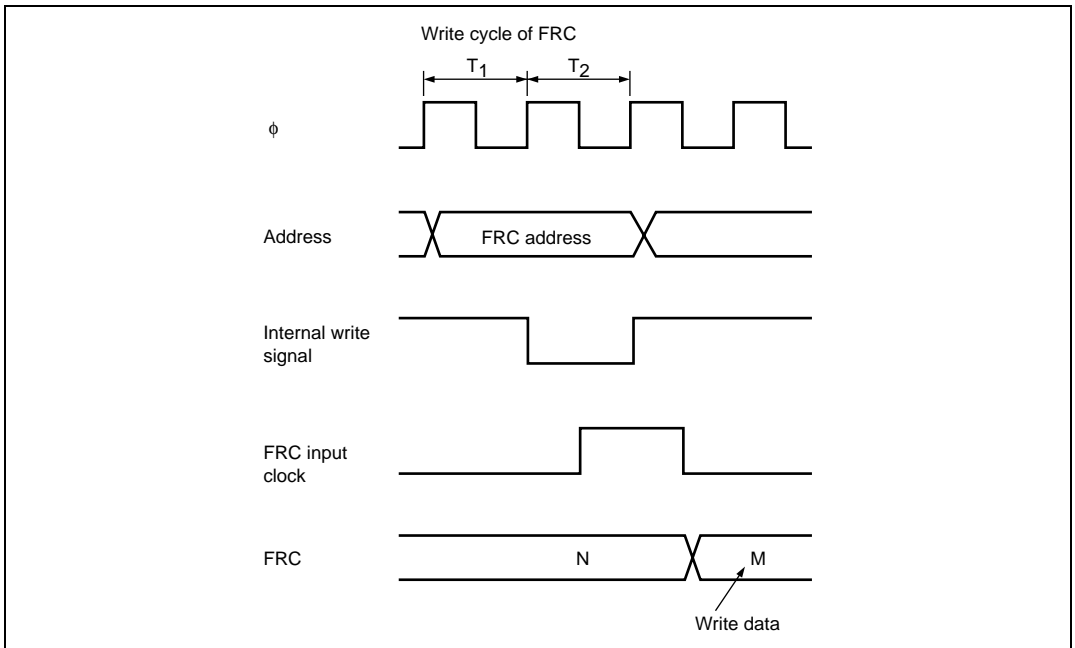 Write cycle of FRC
T1 T2
ϕ
Address
FRC address
Internal write
signal
FRC input
clock
FRC
N
M
Write data